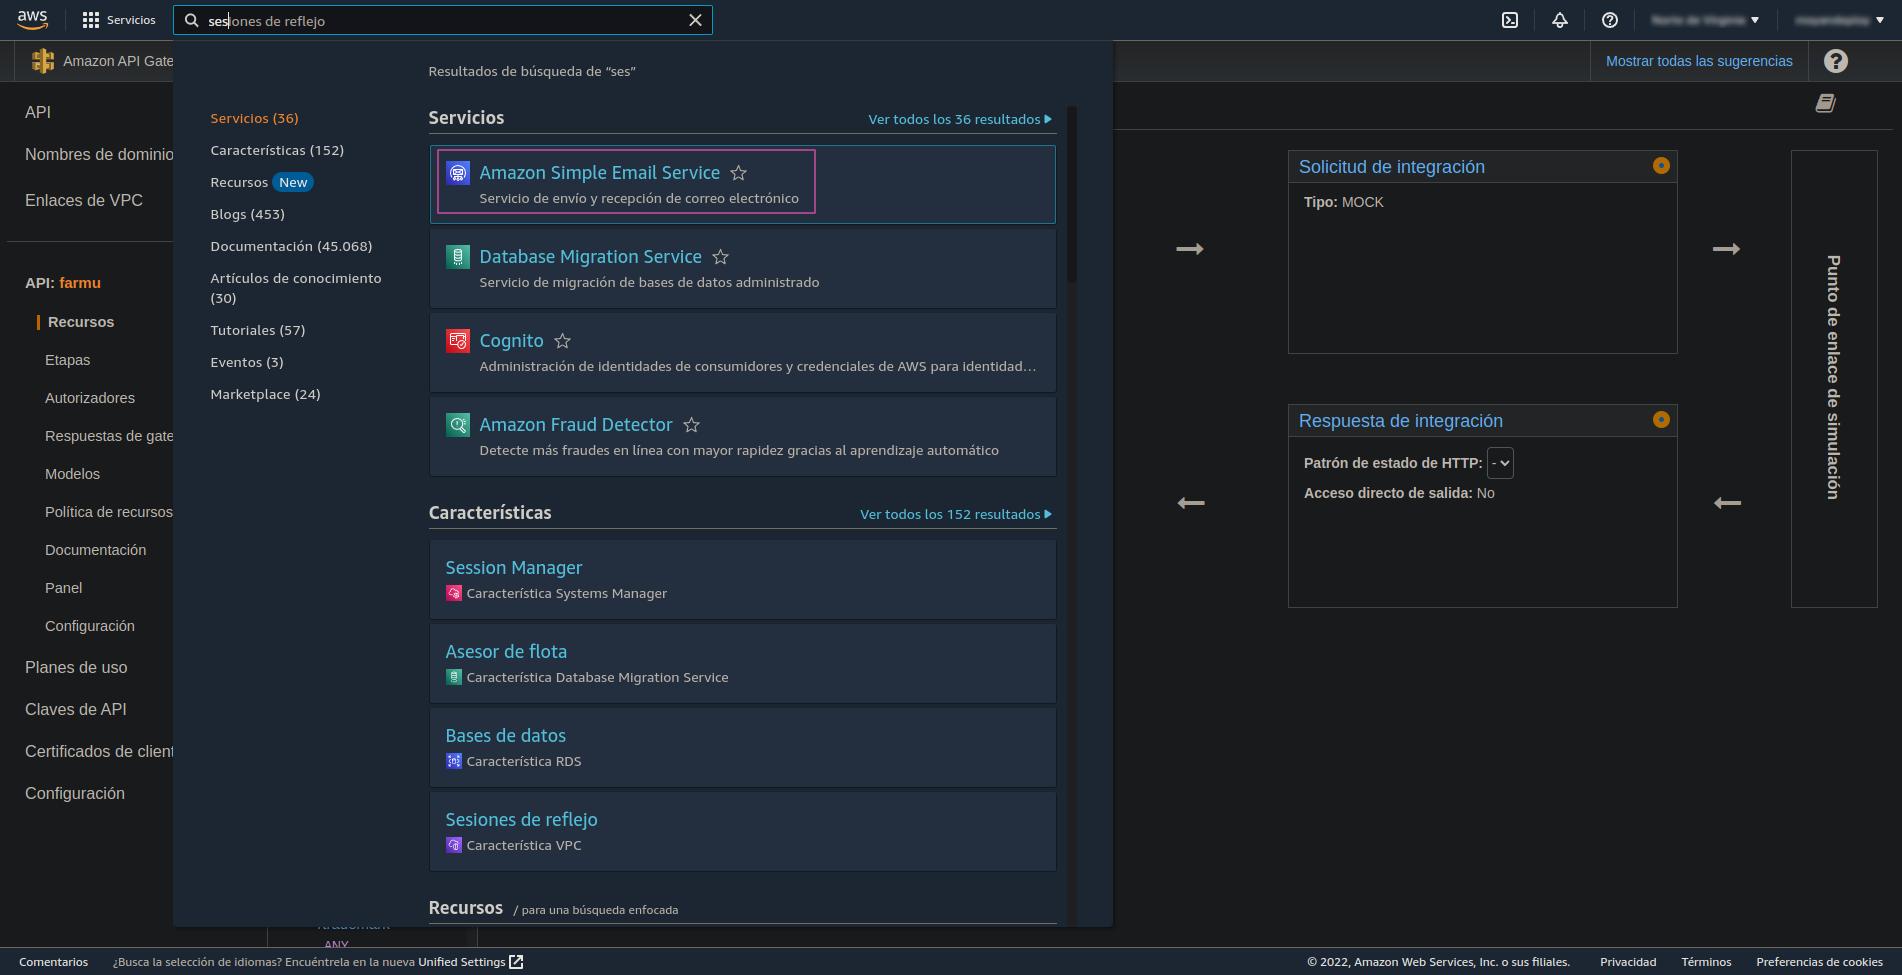 aws
Servicios
sesiones de reflejo
Amazon API Gate
Mostrar todas las sugerencias
API
Nombres de dominio
Enlaces de VPC
API: farmu
Recursos
Etapas
Autorizadores
Respuestas de gate
Modelos
Política de recursos
Documentación
Panel
Configuración
Planes de uso
Claves de API
Certificados de client
Configuración
Resultados de búsqueda de “ses”
Servicios (36)
Características (152)
Recursos New
Blogs (453)
Documentación (45.068)
Artículos de conocimiento
(30)
Tutoriales (57)
Eventos (3)
Marketplace (24)
Servicios
Ver todos los 36 resultados
Amazon Simple Email Service
Servicio de envío y recepción de correo electrónico
Database Migration Service
Servicio de migración de bases de datos administrado
Cognito
Administración de identidades de consumidores y credenciales de AWS para identidad…
Amazon Fraud Detector
Detecte más fraudes en línea con mayor rapidez gracias al aprendizaje automático
Características
Ver todos los 152 resultados
Session Manager
Característica Systems Manager
Asesor de flota
Característica Database Migration Service
Bases de datos
Característica RDS
Sesiones de reflejo
Característica VPC
Recursos / para una búsqueda enfocada
ANY
Solicitud de integración
Tipo: MOCK
Respuesta de integración
Patrón de estado de HTTP: -
Acceso directo de salida: No
Punto de enlace de simulación
Comentarios
¿Busca la selección de idiomas? Encuéntrela en la nueva Unified Settings
© 2022, Amazon Web Services, Inc. o sus filiales.
Privacidad
Términos
Preferencias de cookies